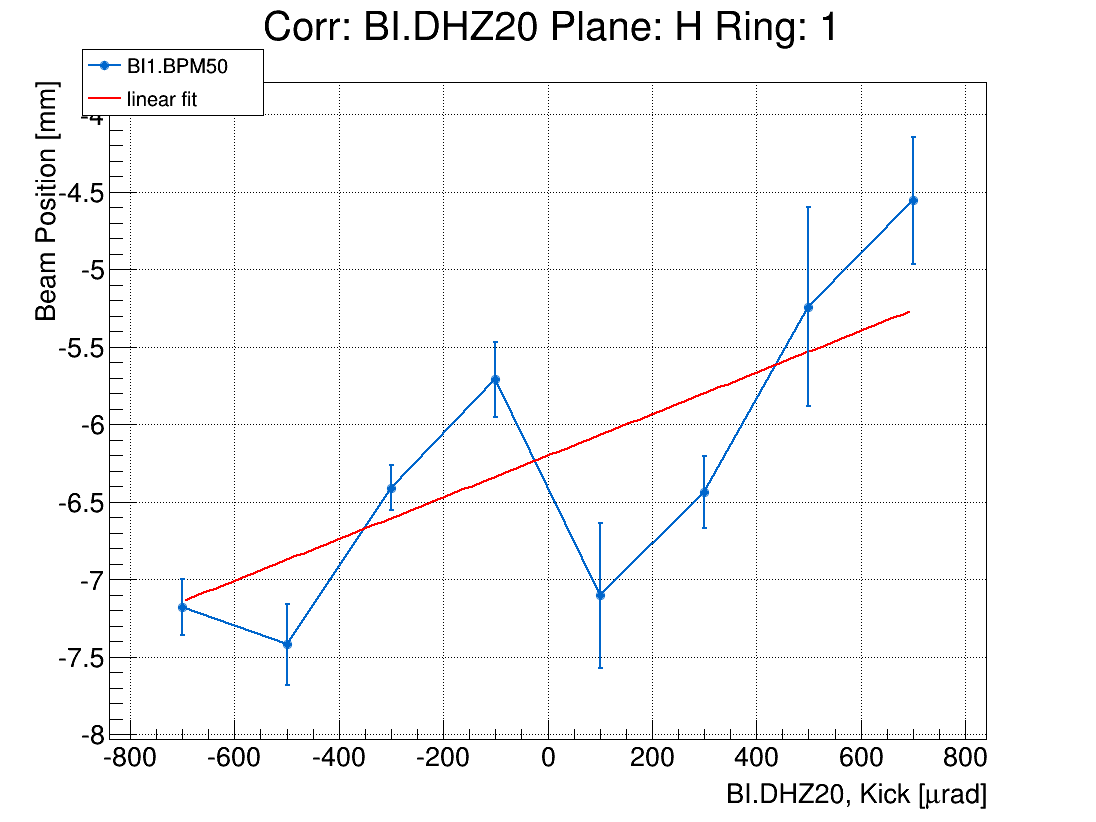 Corr: BI.DHZ20 Plane: H Ring: 1
BI1.BPM50
linear fit
Beam Position [mm]
-4
-4.5
-5
-5.5
-6
-6.5
-7
-7.5
-8
-800 -600 -400 -200 0 200 400 600 800
BI.DHZ20, Kick [μrad]